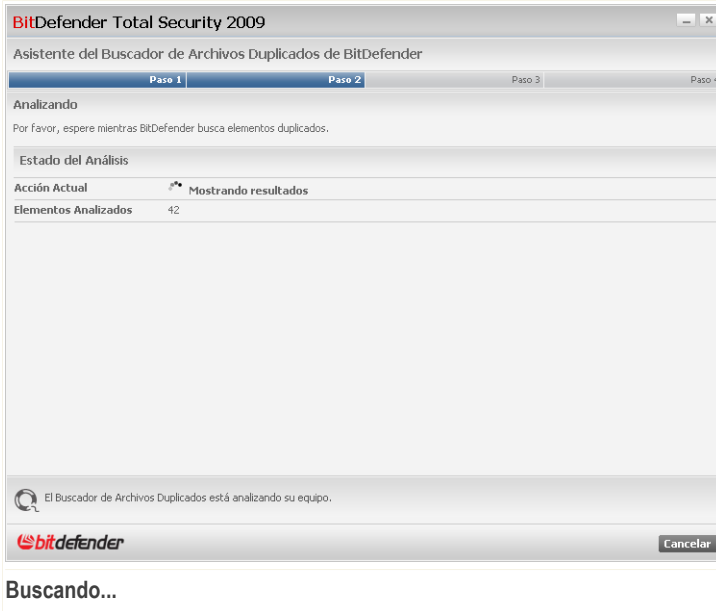 BitDefender Total Security 2009
Asistente del Buscador de Archivos Duplicados de BitDefender
Paso 1 Paso 2 Paso 3 Paso 4
Analizando
Por favor, espere mientras BitDefender busca elementos duplicados.
Estado del Análisis
Acción Actual Mostrando resultados
Elementos Analizados 42
El Buscador de Archivos Duplicados está analizando su equipo.
bitdefender
Cancelar
Buscando...